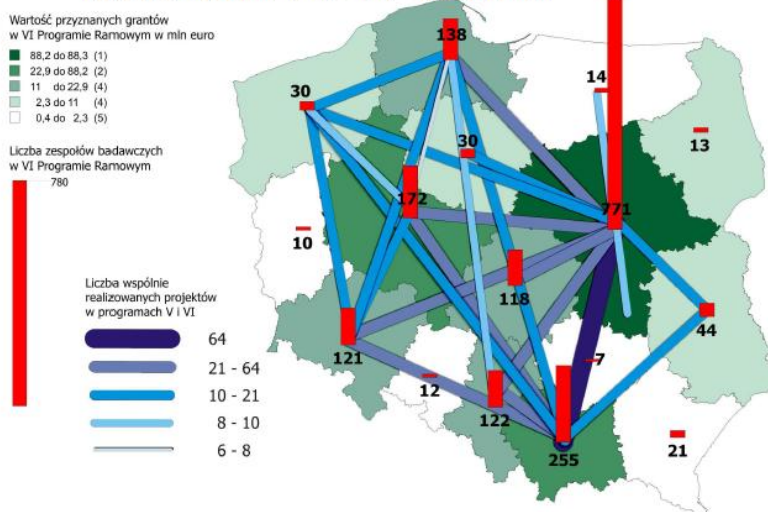 Wartość przyznanych grantów
w VI Programie Ramowym w mln euro
88,2 do 88,3 (1)
22,9 do 88,2 (2)
11 do 22,9 (4)
2,3 do 11 (4)
0,4 do 2,3 (5)
Liczba zespołów badawczych
w VI Programie Ramowym
780
Liczba wspólnie
realizowanych projektów
w programach V i VI
64
21 - 64
10 - 21
8 - 10
6 - 8
138
30
14
13
30
172
771
10
118
44
121
7
12
122
255
21